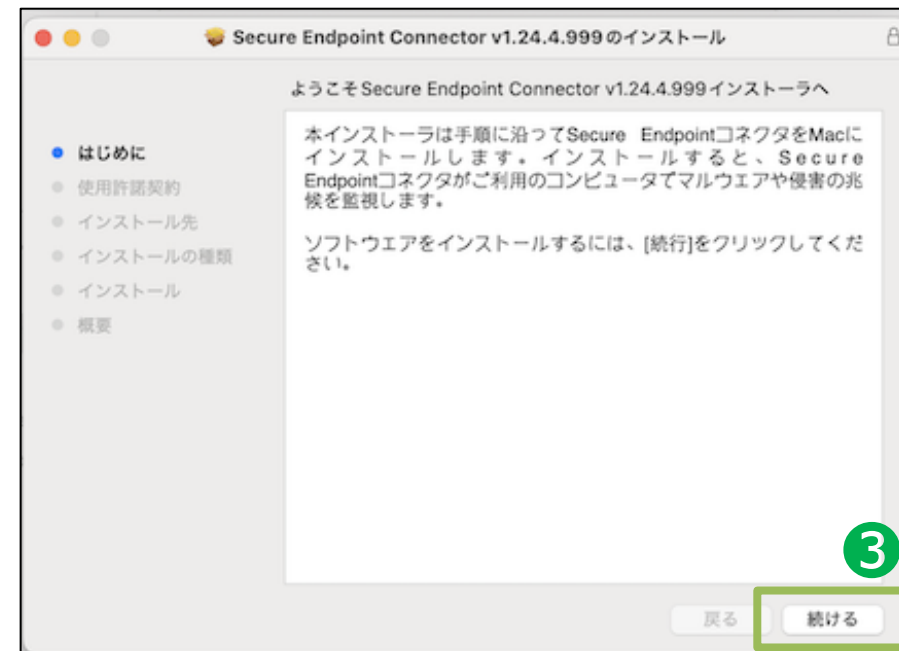 Secure Endpoint Connector v1.24.4.999のインストール
ようこそSecure Endpoint Connector v1.24.4.999インストーラへ
はじめに
使用許諾契約
インストール先
インストールの種類
インストール
概要
本インストーラは手順に沿ってSecure Endpointコネクタを​Macに
インストールします。インストールすると、Secure
Endpointコネクタがご利用のコンピュータでマルウエアや侵害の兆
候を監視します。
ソフトウエアをインストールするには、[続行]をクリックしてくだ
さい。
3
戻る
続ける